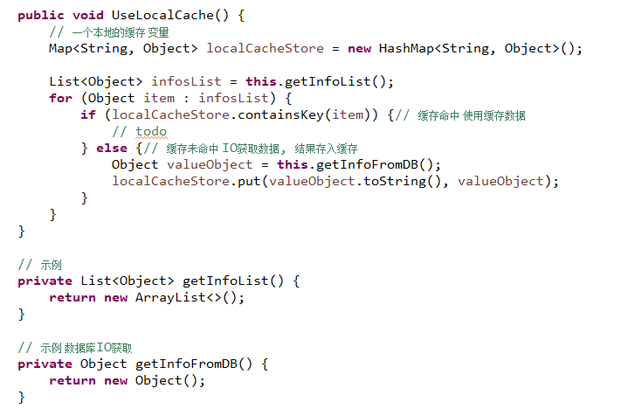 public void UseLocalCache() {
// 一个本地的缓存变量
Map<String, Object> localCacheStore = new HashMap<String, Object>();
List<Object> infosList = this.getInfoList();
for (Object item : infosList) {
if (localCacheStore.containsKey(item)) {// 缓存命中 使用缓存数据
// todo
} else {// 缓存未命中 IO获取数据, 结果存入缓存
Object valueObject = this.getInfoFromDB();
localCacheStore.put(valueObject.toString(), valueObject);
}
}
}
// 示例
private List<Object> getInfoList() {
return new ArrayList<>();
}
// 示例 数据库IO获取
private Object getInfoFromDB() {
return new Object();
}